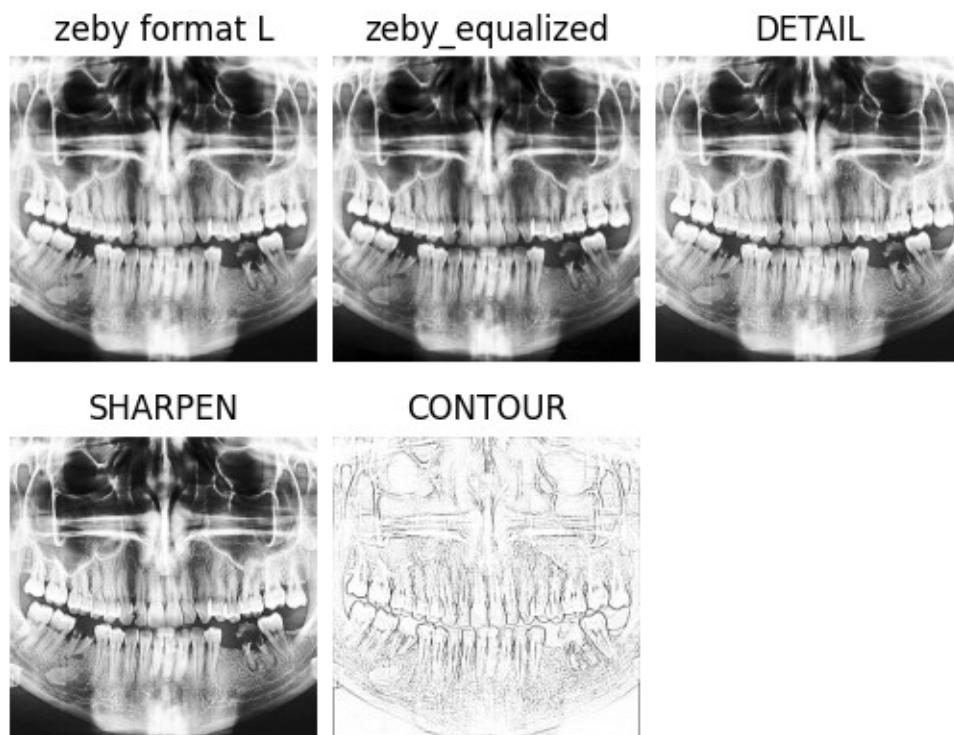 zeby format L
zeby_equalized
DETAIL
SHARPEN
CONTOUR